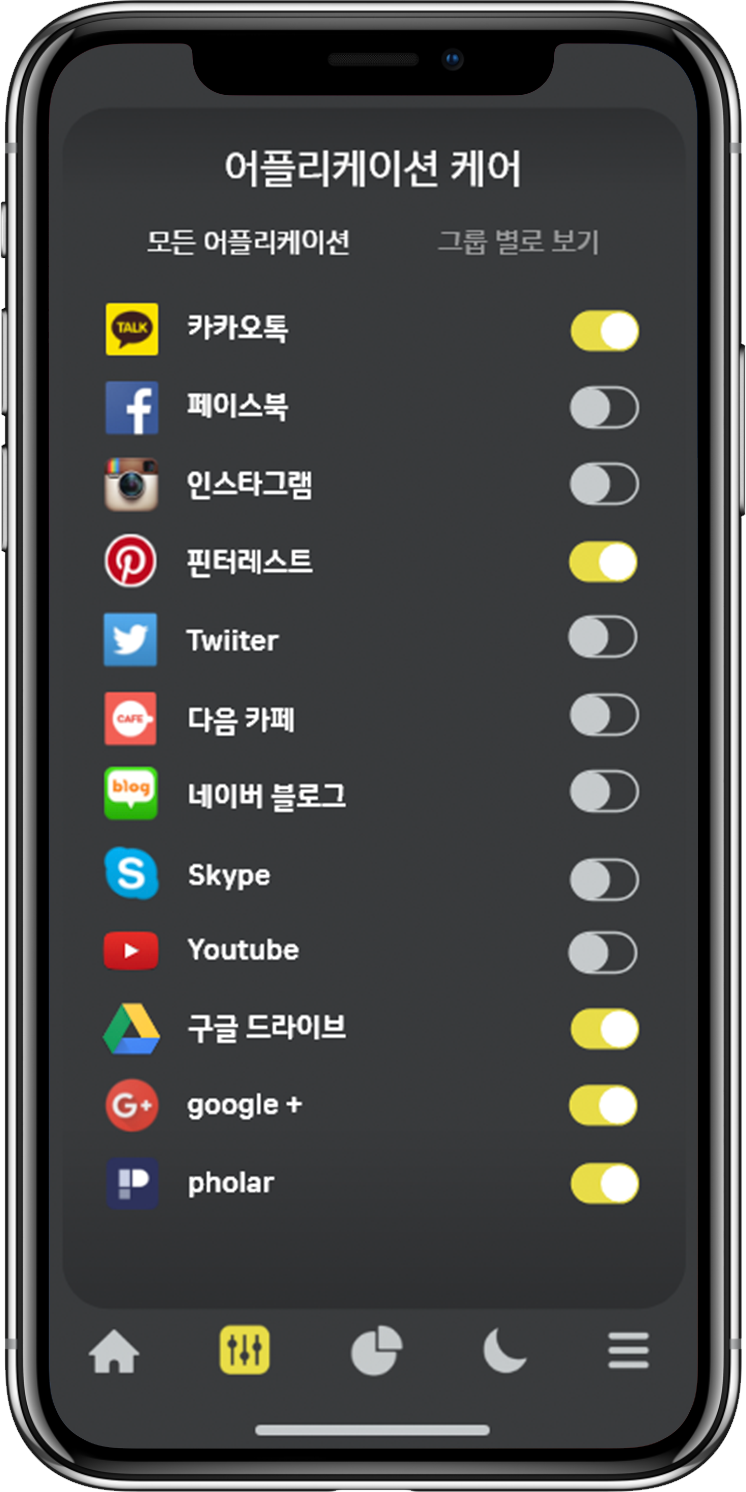 어플리케이션 케어
모든 어플리케이션 그룹 별로 보기
TALK 카카오톡
f 페이스북
인스타그램
핀터레스트
Twiiter
CAFE 다음 카페
blog 네이버 블로그
S Skype
Youtube
구글 드라이브
G+ google +
P pholar